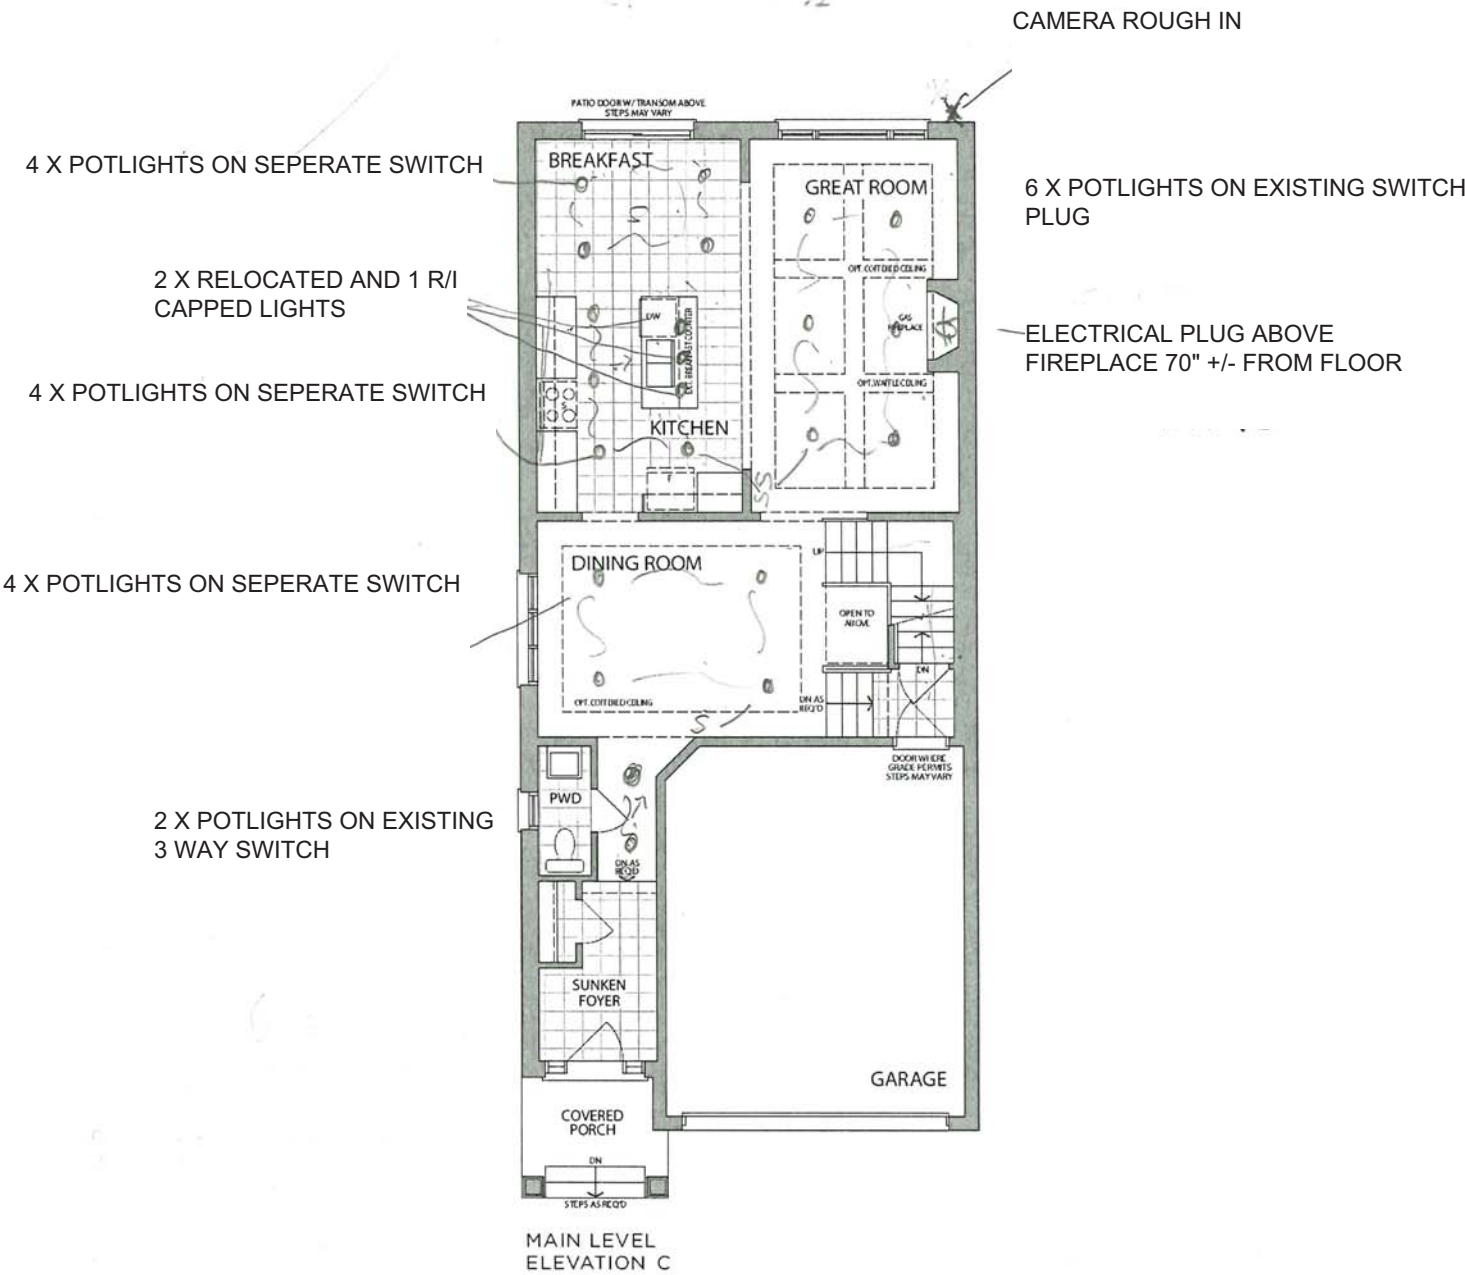 CAMERA ROUGH IN
PATIO DOOR W/ TRANSOM ABOVE
STEPS MAY VARY
4 X POTLIGHTS ON SEPERATE SWITCH
BREAKFAST
GREAT ROOM
6 X POTLIGHTS ON EXISTING SWITCH
PLUG
OPT. COFFERED CEILING
2 X RELOCATED AND 1 R/I
CAPPED LIGHTS
DW
EXT. BREAKFAST COUNTER
GAS
FIREPLACE
ELECTRICAL PLUG ABOVE
FIREPLACE 70" +/- FROM FLOOR
OPT. WAFFLE CEILING
4 X POTLIGHTS ON SEPERATE SWITCH
KITCHEN
F
S S
DINING ROOM
UP
4 X POTLIGHTS ON SEPERATE SWITCH
OPEN TO
ABOVE
DN
OPT. COFFERED CEILING
DN AS
REQ'D
S
DOOR WHERE
GRADE PERMITS
STEPS MAY VARY
PWD
2 X POTLIGHTS ON EXISTING
3 WAY SWITCH
DN AS
REQ'D
SUNKEN
FOYER
GARAGE
COVERED
PORCH
DN
STEPS AS REQ'D
MAIN LEVEL
ELEVATION C